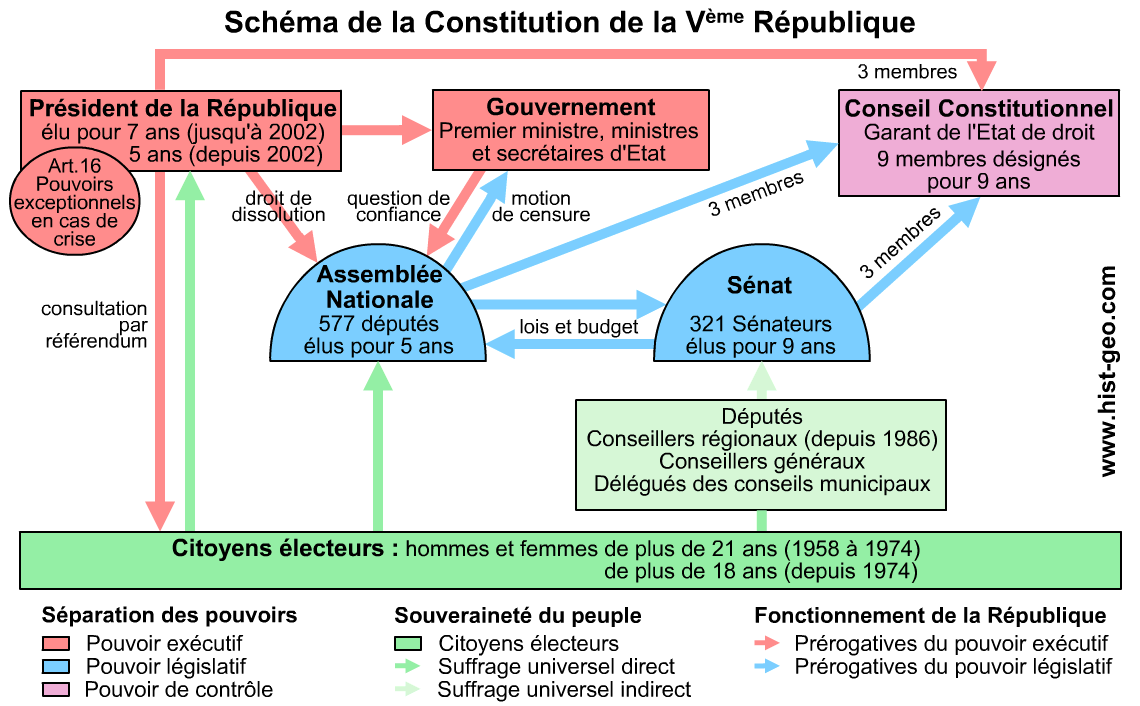 Schéma de la Constitution de la Vème République
3 membres
Président de la République
élu pour 7 ans (jusqu'à 2002)
5 ans (depuis 2002)
Art.16
Pouvoirs
exceptionnels
en cas de
crise
Gouvernement
Premier ministre, ministres
et secrétaires d'Etat
Conseil Constitutionnel
Garant de l'Etat de droit
9 membres désignés
pour 9 ans
droit de
dissolution
question de
confiance
motion
de censure
3 membres
3 membres
consultation
par
référendum
Assemblée
Nationale
577 députés
élus pour 5 ans
lois et budget
Sénat
321 Sénateurs
élus pour 9 ans
Députés
Conseillers régionaux (depuis 1986)
Conseillers généraux
Délégués des conseils municipaux
www.hist-geo.com
Citoyens électeurs : hommes et femmes de plus de 21 ans (1958 à 1974)
de plus de 18 ans (depuis 1974)
Séparation des pouvoirs
Pouvoir exécutif
Pouvoir législatif
Pouvoir de contrôle
Souveraineté du peuple
Citoyens électeurs
Suffrage universel direct
Suffrage universel indirect
Fonctionnement de la République
Prérogatives du pouvoir exécutif
Prérogatives du pouvoir législatif